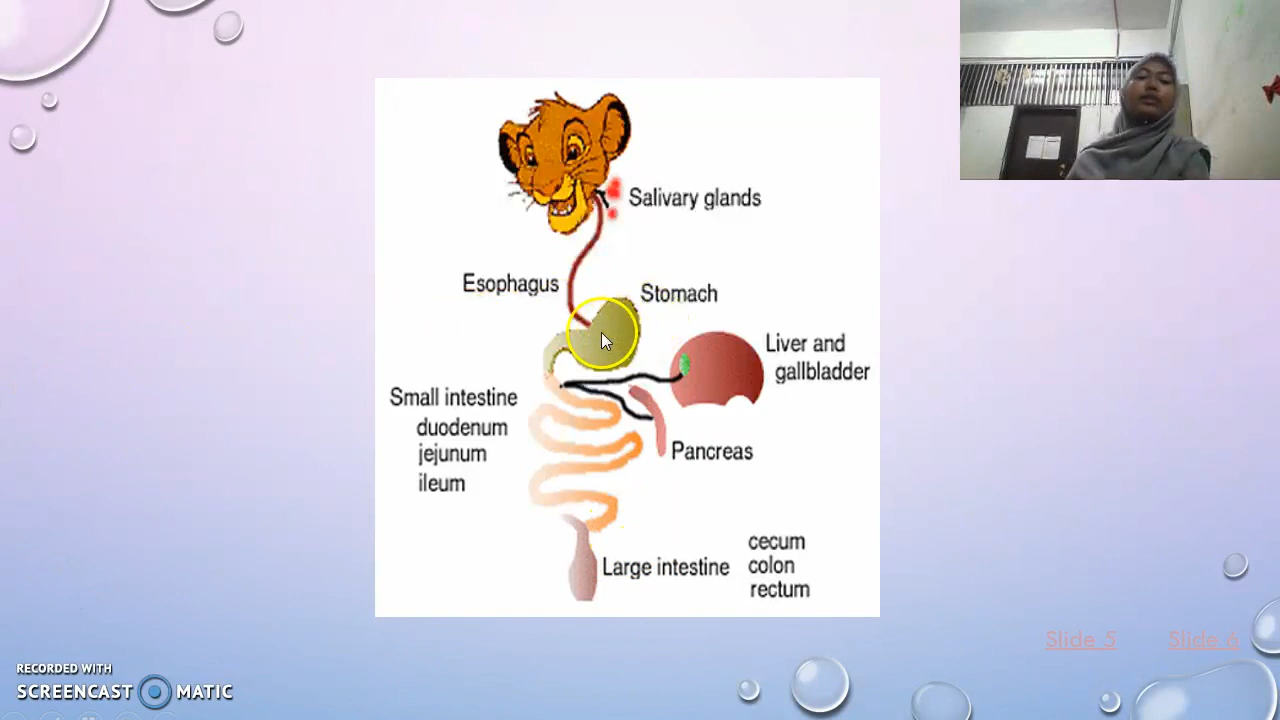 Salivary glands
Esophagus
Stomach
Liver and
gallbladder
Small intestine
duodenum
jejunum
ileum
Pancreas
Large intestine
cecum
colon
rectum
Slide 5
Slide 6
RECORDED WITH
SCREENCAST MATIC